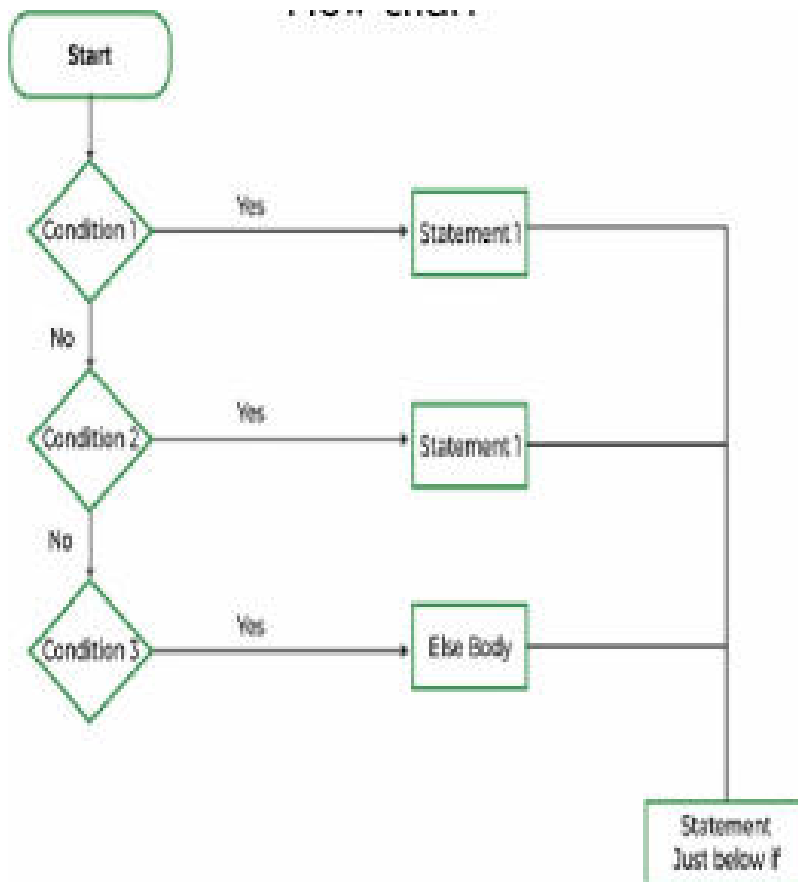 Start
Condition 1
Yes
Statement 1
No
Condition 2
Yes
Statement 1
No
Condition 3
Yes
Else Body
Statement
Just below if